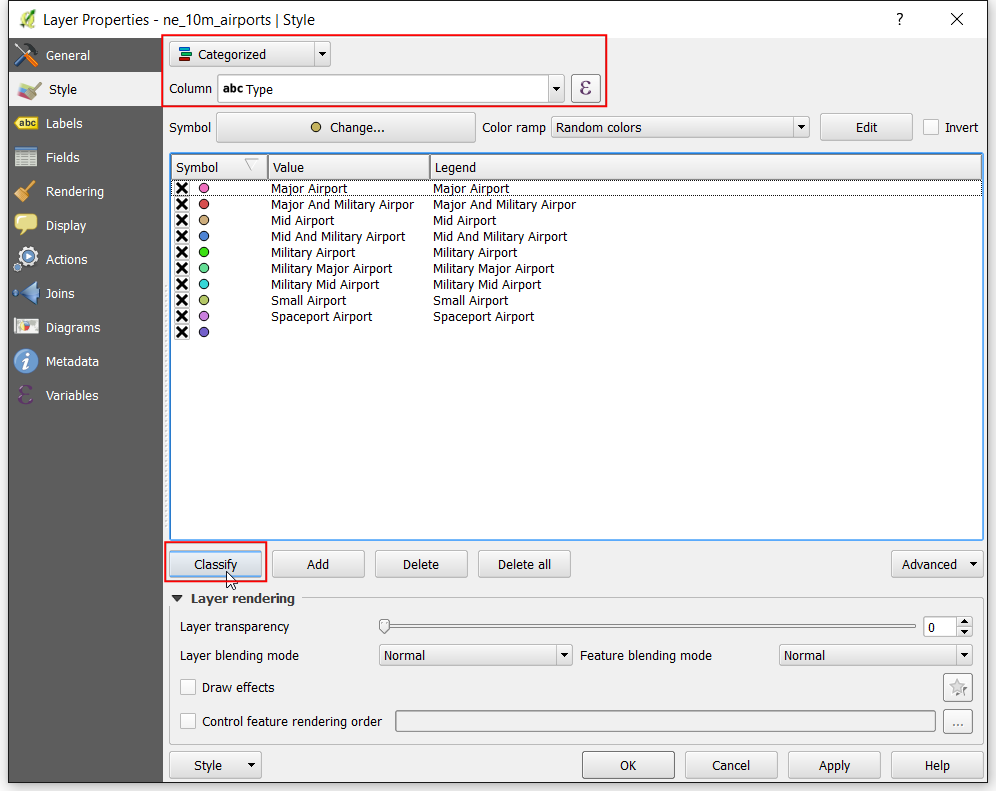 Layer Properties - ne_10m_airports | Style ?
General
Style
Labels
Fields
Rendering
Display
Actions
Joins
Diagrams
Metadata
Variables
Categorized
Column abc Type ε
Symbol Change... Color ramp Random colors Edit Invert
Symbol Value Legend
Major Airport Major Airport
Major And Military Airpor Major And Military Airpor
Mid Airport Mid Airport
Mid And Military Airport Mid And Military Airport
Military Airport Military Airport
Military Major Airport Military Major Airport
Military Mid Airport Military Mid Airport
Small Airport Small Airport
Spaceport Airport Spaceport Airport
Classify Add Delete Delete all Advanced
Layer rendering
Layer transparency 0
Layer blending mode Normal Feature blending mode Normal
Draw effects
Control feature rendering order ...
Style OK Cancel Apply Help